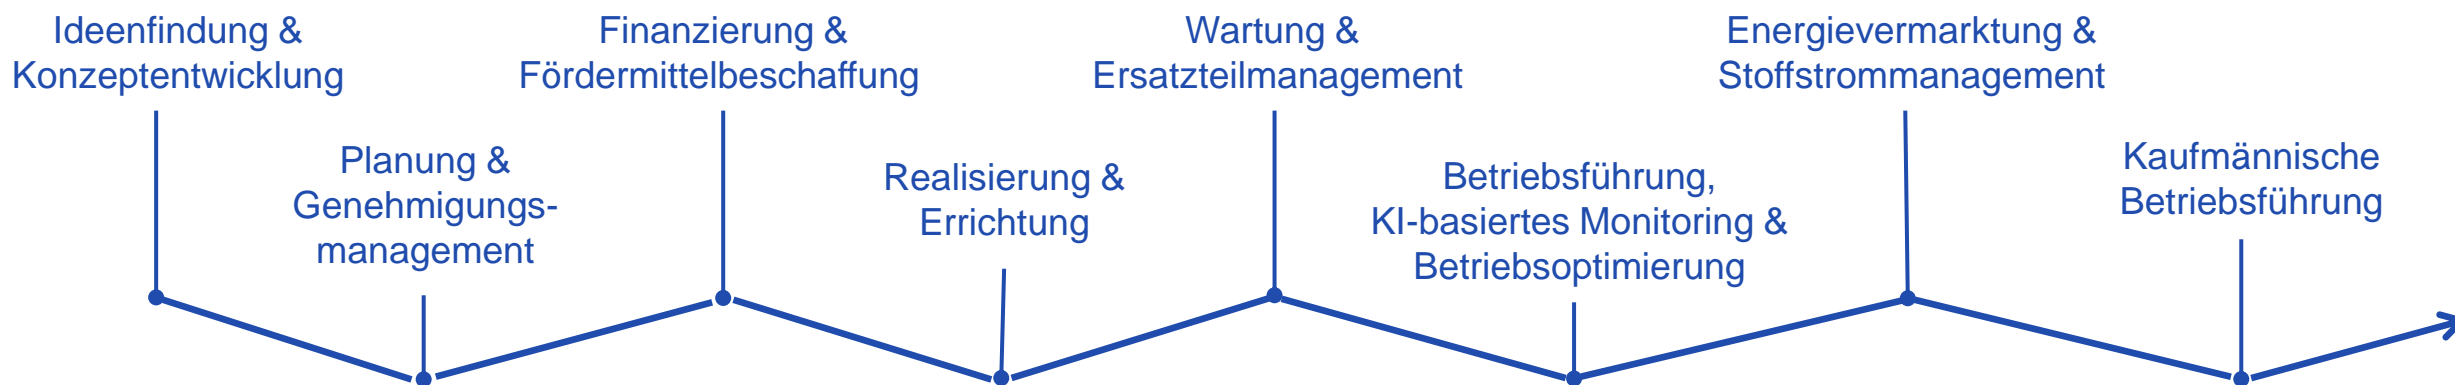 Ideenfindung &
Konzeptentwicklung
Planung &
Genehmigungs-
management
Finanzierung &
Fördermittelbeschaffung
Realisierung &
Errichtung
Wartung &
Ersatzteilmanagement
Betriebsführung,
KI-basiertes Monitoring &
Betriebsoptimierung
Energievermarktung &
Stoffstrommanagement
Kaufmännische
Betriebsführung